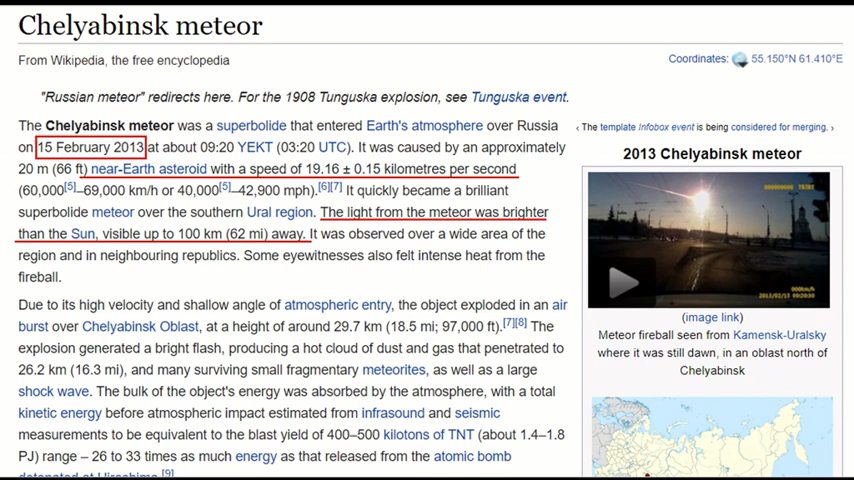 Chelyabinsk meteor
From Wikipedia, the free encyclopedia
Coordinates: 55.150°N 61.410°E
"Russian meteor" redirects here. For the 1908 Tunguska explosion, see Tunguska event.
The Chelyabinsk meteor was a superbolide that entered Earth's atmosphere over Russia
on 15 February 2013 at about 09:20 YEKT (03:20 UTC). It was caused by an approximately
20 m (66 ft) near-Earth asteroid with a speed of 19.16 ± 0.15 kilometres per second
(60,000[5]–69,000 km/h or 40,000[5]–42,900 mph).[6][7] It quickly became a brilliant
superbolide meteor over the southern Ural region. The light from the meteor was brighter
than the Sun, visible up to 100 km (62 mi) away. It was observed over a wide area of the
region and in neighbouring republics. Some eyewitnesses also felt intense heat from the
fireball.
Due to its high velocity and shallow angle of atmospheric entry, the object exploded in an air
burst over Chelyabinsk Oblast, at a height of around 29.7 km (18.5 mi; 97,000 ft).[7][8] The
explosion generated a bright flash, producing a hot cloud of dust and gas that penetrated to
26.2 km (16.3 mi), and many surviving small fragmentary meteorites, as well as a large
shock wave. The bulk of the object's energy was absorbed by the atmosphere, with a total
kinetic energy before atmospheric impact estimated from infrasound and seismic
measurements to be equivalent to the blast yield of 400–500 kilotons of TNT (about 1.4–1.8
PJ) range – 26 to 33 times as much energy as that released from the atomic bomb
detonated at Hiroshima.[9]
‹ The template Infobox event is being considered for merging. ›
2013 Chelyabinsk meteor
000km/h
2013/02/15
(image link)
Meteor fireball seen from Kamensk-Uralsky
where it was still dawn, in an oblast north of
Chelyabinsk